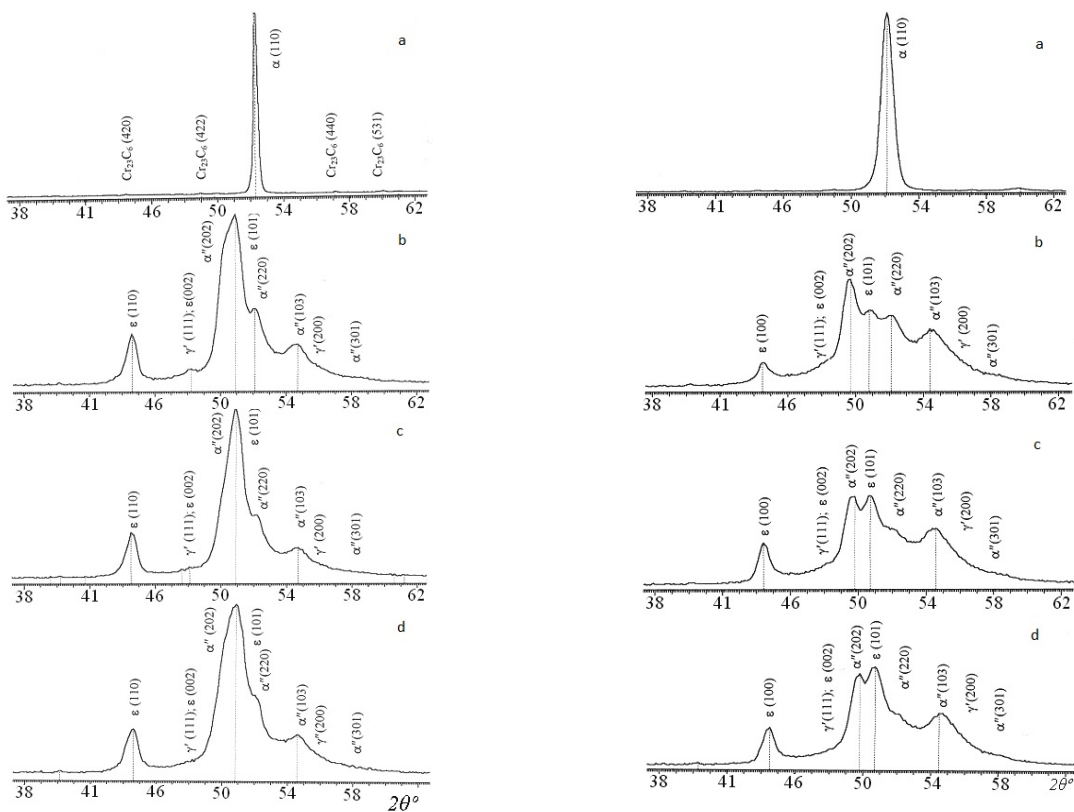 a
α (110)
Cr₂₃C₆ (420)
Cr₂₃C₆ (422)
Cr₂₃C₆ (440)
Cr₂₃C₆ (531)
38 41 46 50 54 58 62
b
ε (110)
γ′ (111); ε(002)
α″(202)
ε (101)
α″(220)
α″(103)
γ′(200)
α″(301)
38 41 46 50 54 58 62
c
ε (110)
γ′ (111); ε (002)
α″(202)
ε (101)
α″(220)
α″(103)
γ′ (200)
α″(301)
38 41 46 50 54 58 62
d
ε (110)
γ′ (111); ε (002)
α″ (202)
ε (101)
α″(220)
α″(103)
γ″(200)
α″(301)
38 41 46 50 54 58
2θ°
a
α (110)
38 42 46 50 54 58 62
b
ε (100)
γ′(111); ε (002)
α″(202)
ε (101)
α″(220)
α″(103)
γ′ (200)
α″(301)
38 42 46 50 54 58 62
c
ε (100)
γ′(111); ε (002)
α″(202)
ε (101)
α″(220)
α″(103)
γ′(200)
α″(301)
38 42 46 50 54 58 62
d
ε (100)
γ′(111); ε (002)
α″(202)
ε (101)
α″(220)
α″(103)
γ′(200)
α″(301)
38 42 46 50 54 58 2θ°